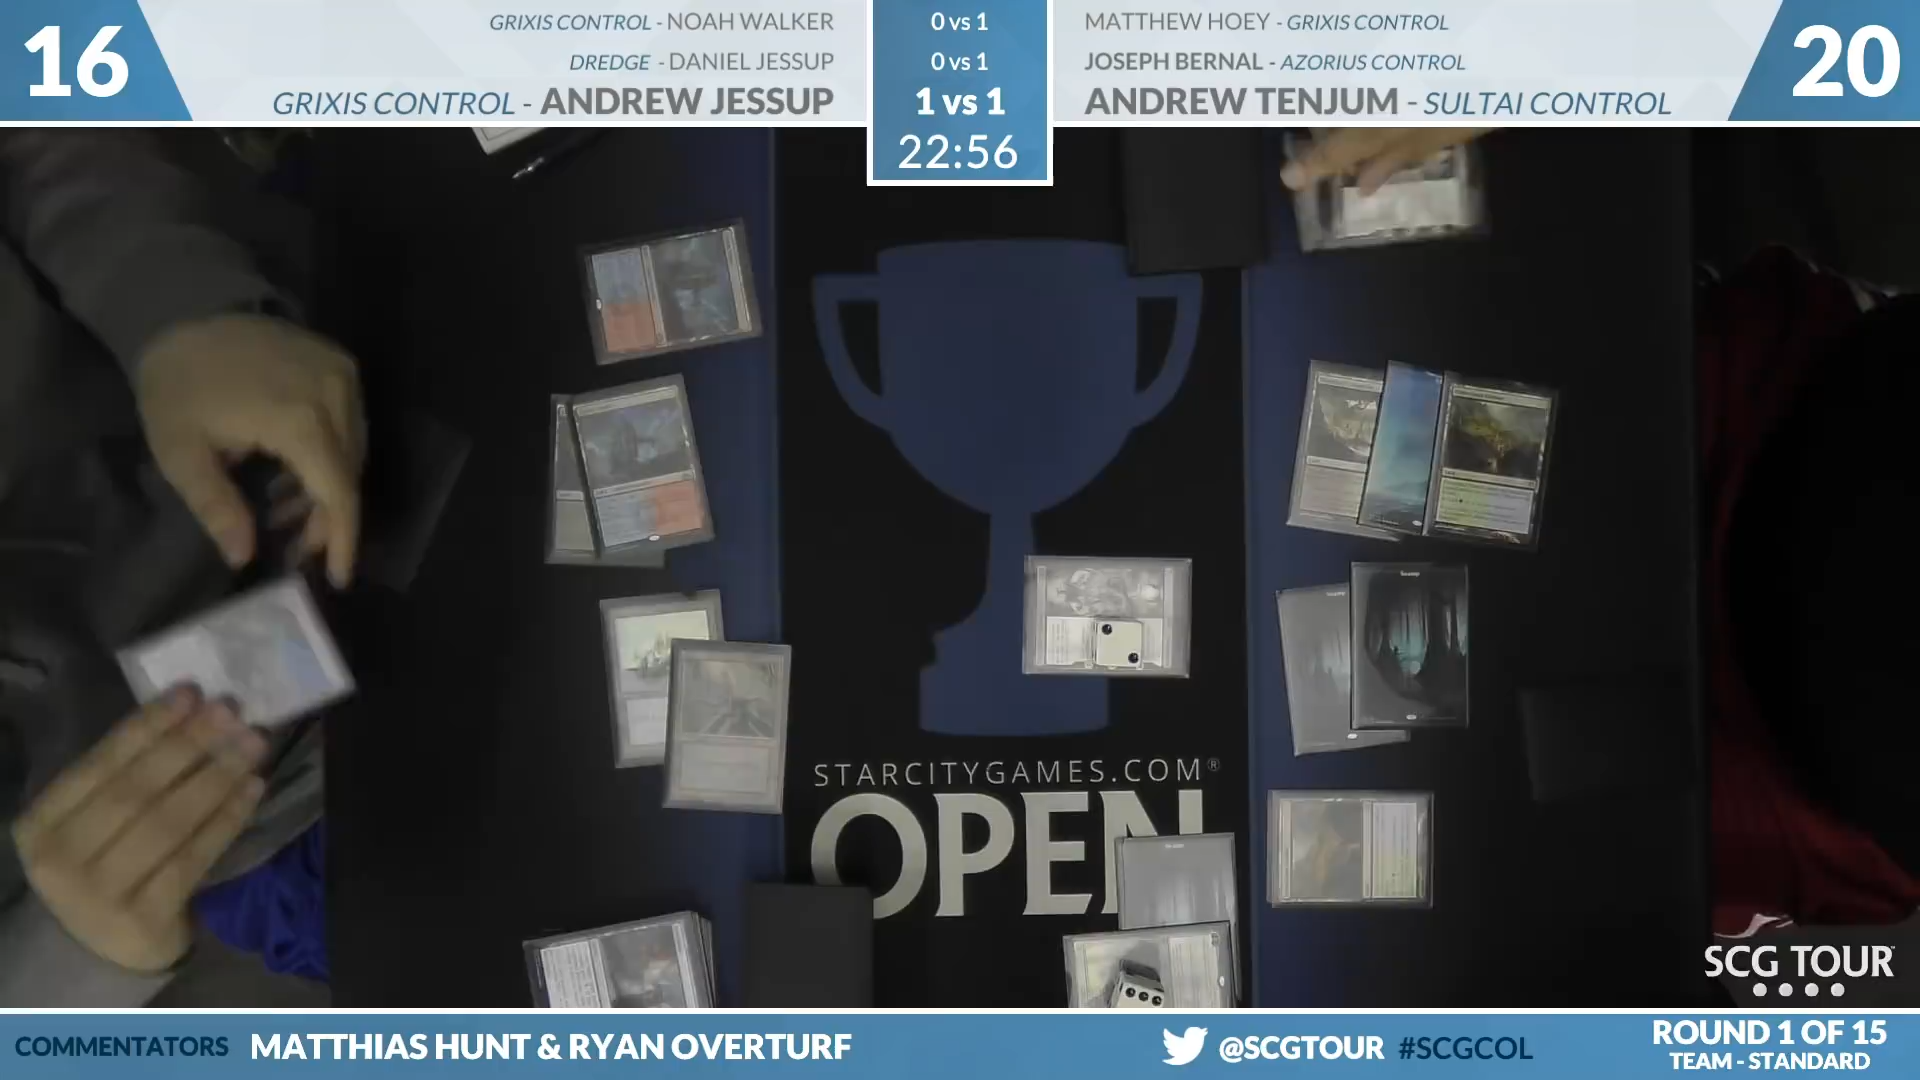 16
GRIXIS CONTROL - NOAH WALKER
DREDGE - DANIEL JESSUP
GRIXIS CONTROL - ANDREW JESSUP
0 vs 1
0 vs 1
1 vs 1
22:56
MATTHEW HOEY - GRIXIS CONTROL
JOSEPH BERNAL - AZORIUS CONTROL
ANDREW TENJUM - SULTAI CONTROL
20
STARCITYGAMES.COM®
OPEN
SCG TOUR
COMMENTATORS MATTHIAS HUNT & RYAN OVERTURF
@SCGTOUR #SCGCOL
ROUND 1 OF 15
TEAM - STANDARD